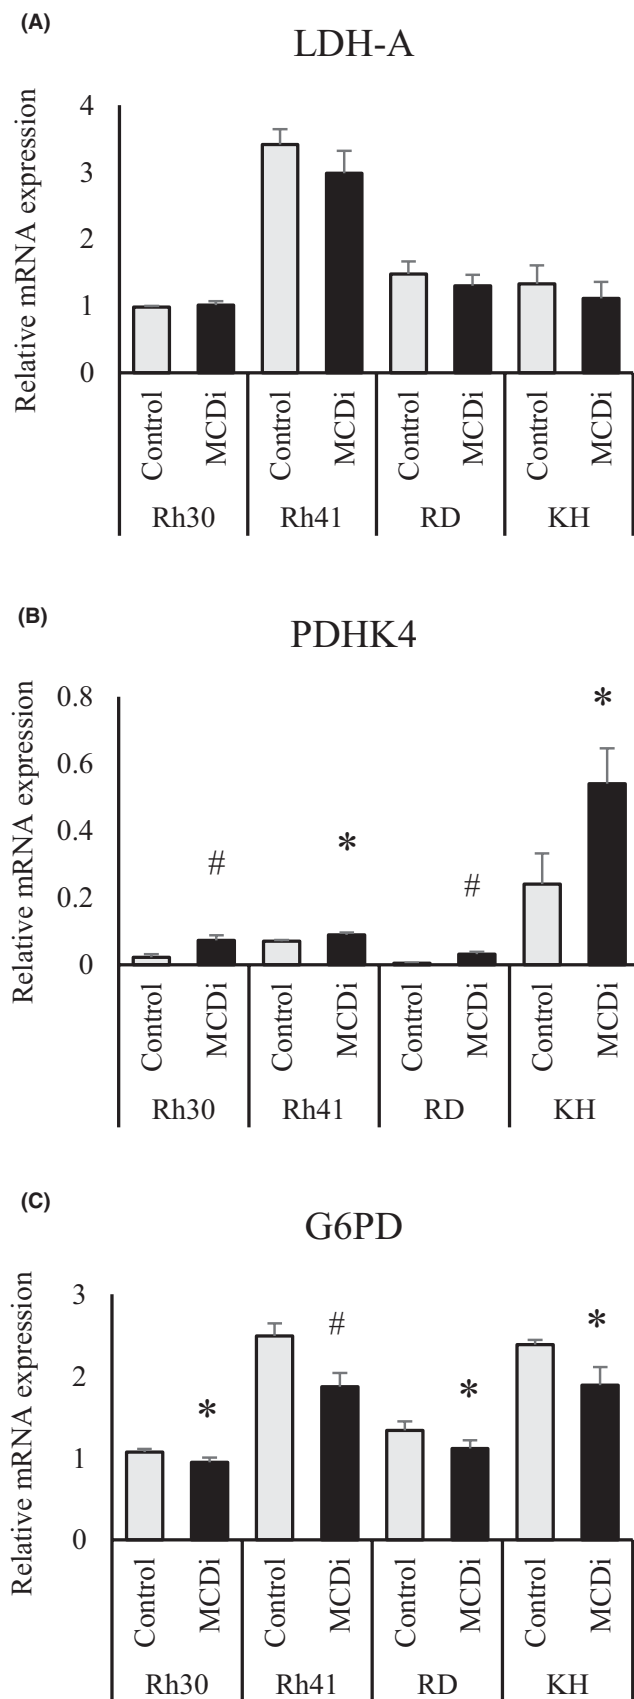 (A)
LDH-A
Relative mRNA expression
4
3
2
1
0
Control MCDi Control MCDi Control MCDi Control MCDi
Rh30 Rh41 RD KH
(B)
PDHK4
Relative mRNA expression
0.8
0.6
0.4
0.2
0
# * # *
Control MCDi Control MCDi Control MCDi Control MCDi
Rh30 Rh41 RD KH
(C)
G6PD
Relative mRNA expression
3
2
1
0
* # * *
Control MCDi Control MCDi Control MCDi Control MCDi
Rh30 Rh41 RD KH